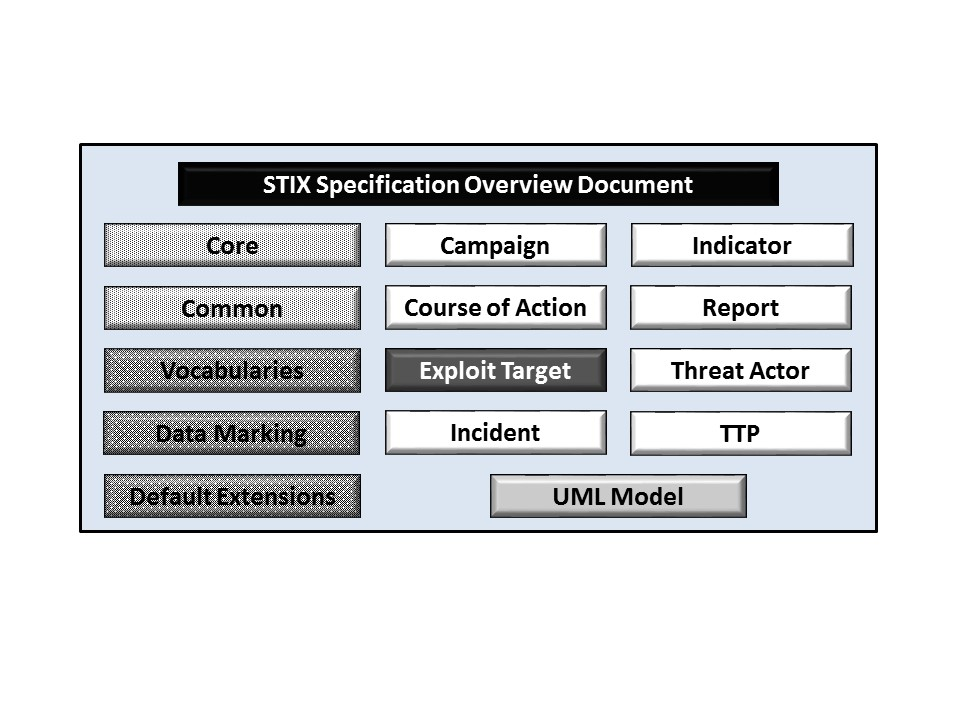 STIX Specification Overview Document
Core
Campaign
Indicator
Common
Course of Action
Report
Vocabularies
Exploit Target
Threat Actor
Data Marking
Incident
TTP
Default Extensions
UML Model